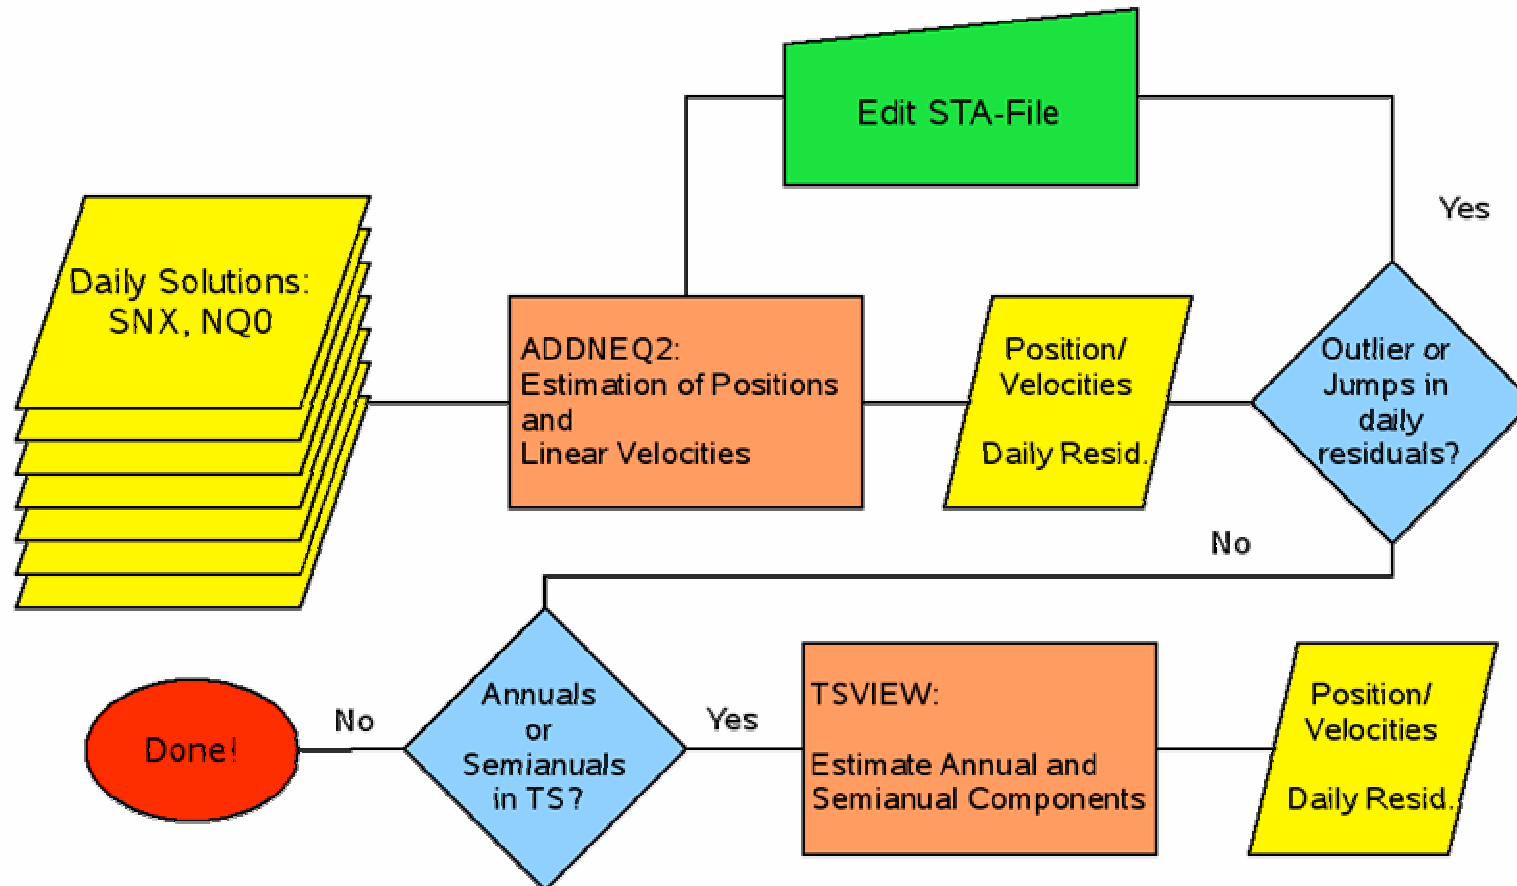 Edit STA-File
Yes
Daily Solutions:
SNX, NQ0
ADDNEQ2:
Estimation of Positions
and
Linear Velocities
Position/
Velocities
Daily Resid.
Outlier or
Jumps in
daily
residuals?
No
Done!
No
Annuals
or
Semianuals
in TS?
Yes
TSVIEW:
Estimate Annual and
Semianual Components
Position/
Velocities
Daily Resid.